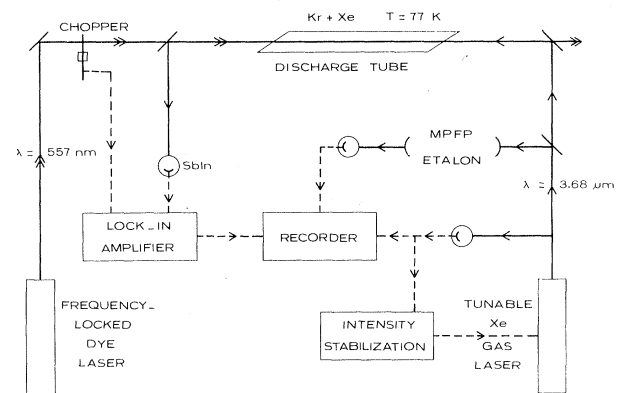 Kr + Xe T = 77 K
CHOPPER
DISCHARGE TUBE
MPFP
ETALON
λ = 557 nm
SbIn
λ = 3.68 μm
LOCK_IN
AMPLIFIER
RECORDER
FREQUENCY_
LOCKED
DYE
LASER
INTENSITY
STABILIZATION
TUNABLE
Xe
GAS
LASER